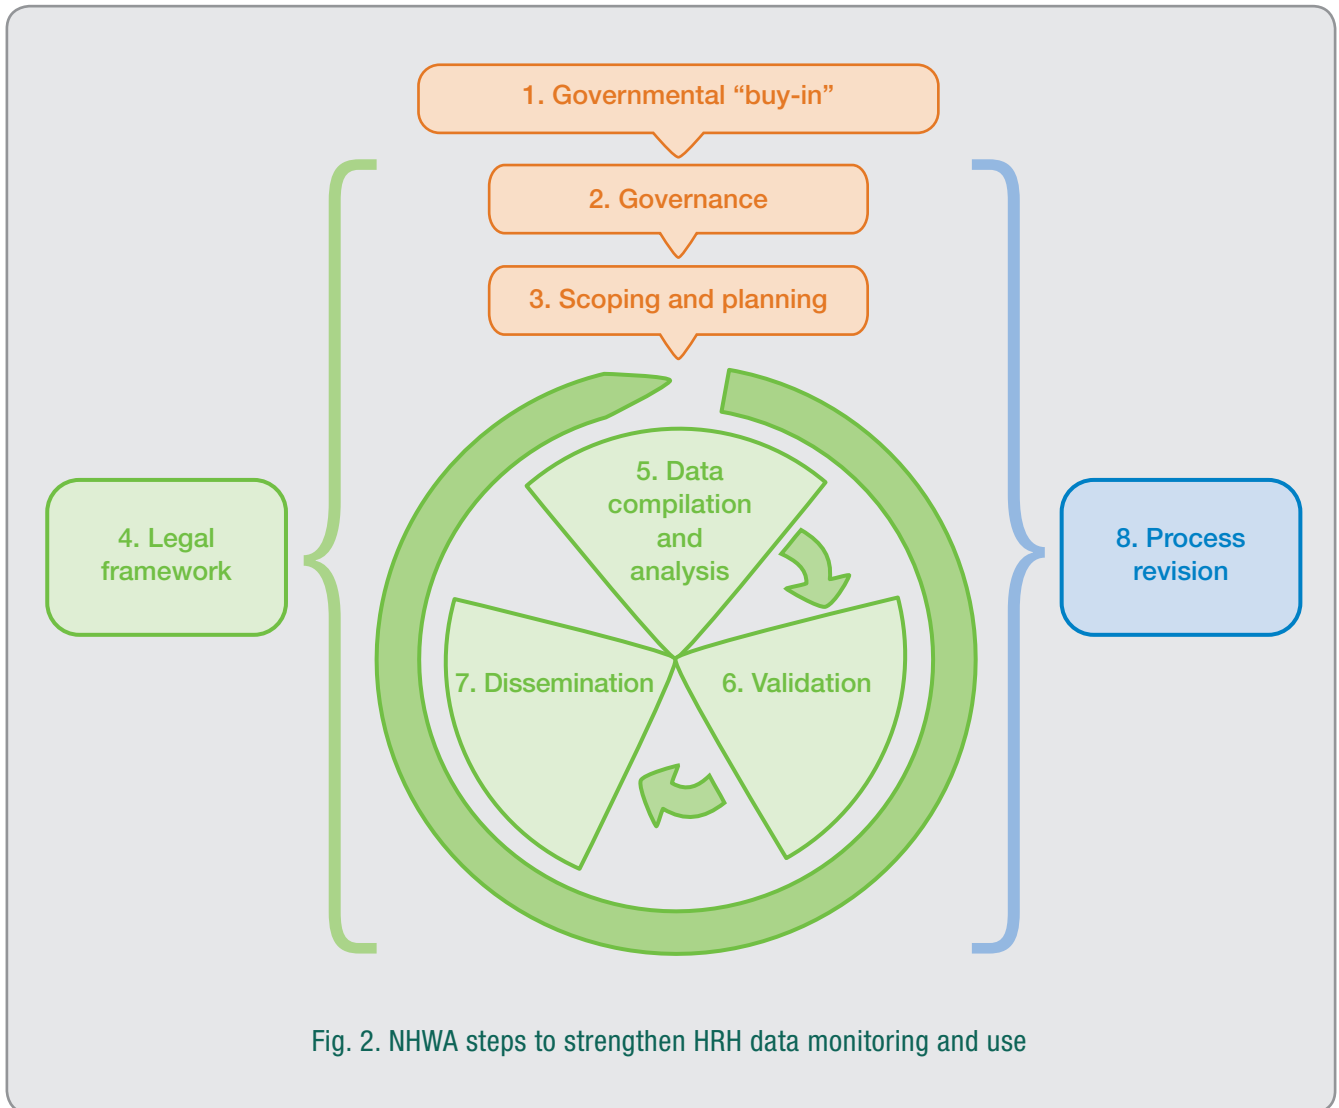 1. Governmental “buy-in”
2. Governance
3. Scoping and planning
4. Legal
framework
5. Data
compilation
and
analysis
6. Validation
7. Dissemination
8. Process
revision
Fig. 2. NHWA steps to strengthen HRH data monitoring and use